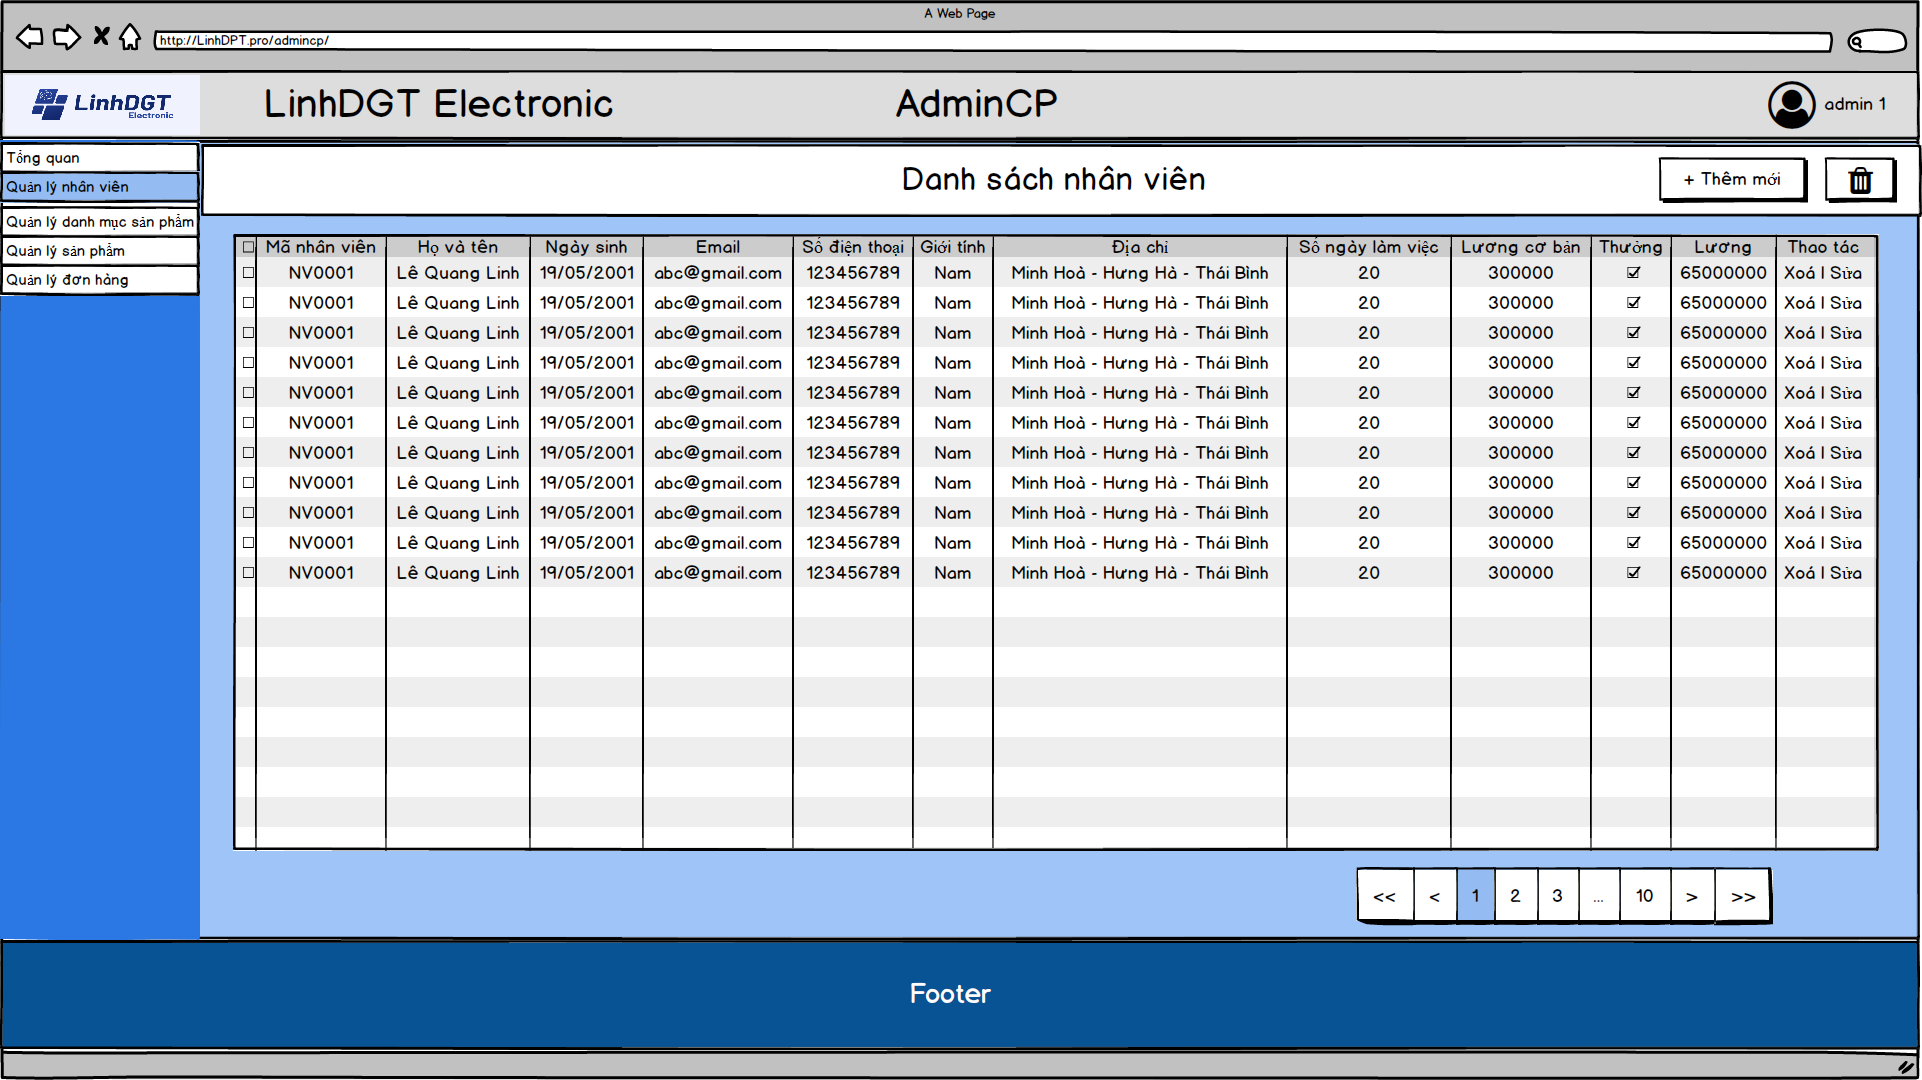 A Web Page
http://LinhDPT.pro/admincp/
LinhDGT
Electronic
LinhDGT Electronic
AdminCP
admin 1
Tổng quan
Quản lý nhân viên
Quản lý danh mục sản phẩm
Quản lý sản phẩm
Quản lý đơn hàng
Danh sách nhân viên
+ Thêm mới
Mã nhân viên Họ và tên Ngày sinh Email Số điện thoại Giới tính Địa chỉ Số ngày làm việc Lương cơ bản Thưởng Lương Thao tác
NV0001 Lê Quang Linh 19/05/2001 abc@gmail.com 123456789 Nam Minh Hoà - Hưng Hà - Thái Bình 20 300000 65000000 Xoá | Sửa
NV0001 Lê Quang Linh 19/05/2001 abc@gmail.com 123456789 Nam Minh Hoà - Hưng Hà - Thái Bình 20 300000 65000000 Xoá | Sửa
NV0001 Lê Quang Linh 19/05/2001 abc@gmail.com 123456789 Nam Minh Hoà - Hưng Hà - Thái Bình 20 300000 65000000 Xoá | Sửa
NV0001 Lê Quang Linh 19/05/2001 abc@gmail.com 123456789 Nam Minh Hoà - Hưng Hà - Thái Bình 20 300000 65000000 Xoá | Sửa
NV0001 Lê Quang Linh 19/05/2001 abc@gmail.com 123456789 Nam Minh Hoà - Hưng Hà - Thái Bình 20 300000 65000000 Xoá | Sửa
NV0001 Lê Quang Linh 19/05/2001 abc@gmail.com 123456789 Nam Minh Hoà - Hưng Hà - Thái Bình 20 300000 65000000 Xoá | Sửa
NV0001 Lê Quang Linh 19/05/2001 abc@gmail.com 123456789 Nam Minh Hoà - Hưng Hà - Thái Bình 20 300000 65000000 Xoá | Sửa
NV0001 Lê Quang Linh 19/05/2001 abc@gmail.com 123456789 Nam Minh Hoà - Hưng Hà - Thái Bình 20 300000 65000000 Xoá | Sửa
NV0001 Lê Quang Linh 19/05/2001 abc@gmail.com 123456789 Nam Minh Hoà - Hưng Hà - Thái Bình 20 300000 65000000 Xoá | Sửa
NV0001 Lê Quang Linh 19/05/2001 abc@gmail.com 123456789 Nam Minh Hoà - Hưng Hà - Thái Bình 20 300000 65000000 Xoá | Sửa
NV0001 Lê Quang Linh 19/05/2001 abc@gmail.com 123456789 Nam Minh Hoà - Hưng Hà - Thái Bình 20 300000 65000000 Xoá | Sửa
<< < 1 2 3 ... 10 > >>
Footer